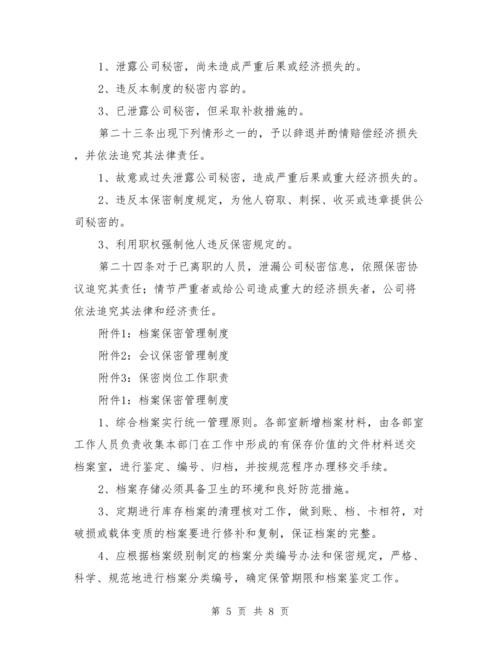 1、泄露公司秘密，尚未造成严重后果或经济损失的。
2、违反本制度的秘密内容的。
3、已泄露公司秘密，但采取补救措施的。
第二十三条出现下列情形之一的，予以辞退并酌情赔偿经济损失
，并依法追究其法律责任。
1、故意或过失泄露公司秘密，造成严重后果或重大经济损失的。
2、违反本保密制度规定，为他人窃取、刺探、收买或违章提供公
司秘密的。
3、利用职权强制他人违反保密规定的。
第二十四条对于已离职的人员，泄漏公司秘密信息，依照保密协
议追究其责任；情节严重者或给公司造成重大的经济损失者，公司将
依法追究其法律和经济责任。
附件1：档案保密管理制度
附件2：会议保密管理制度
附件3：保密岗位工作职责
附件1：档案保密管理制度
1、综合档案实行统一管理原则。各部室新增档案材料，由各部室
工作人员负责收集本部门在工作中形成的有保存价值的文件材料送交
档案室，进行鉴定、编号、归档，并按规范程序办理移交手续。
2、档案存储必须具备卫生的环境和良好防范措施。
3、定期进行库存档案的清理核对工作，做到账、档、卡相符，对
破损或载体变质的档案要进行修补和复制，保证档案的完整。
4、应根据档案级别制定的档案分类编号办法和保密规定，严格、
科学、规范地进行档案分类编号，确定保管期限和档案鉴定工作。
第 5 页 共 8 页